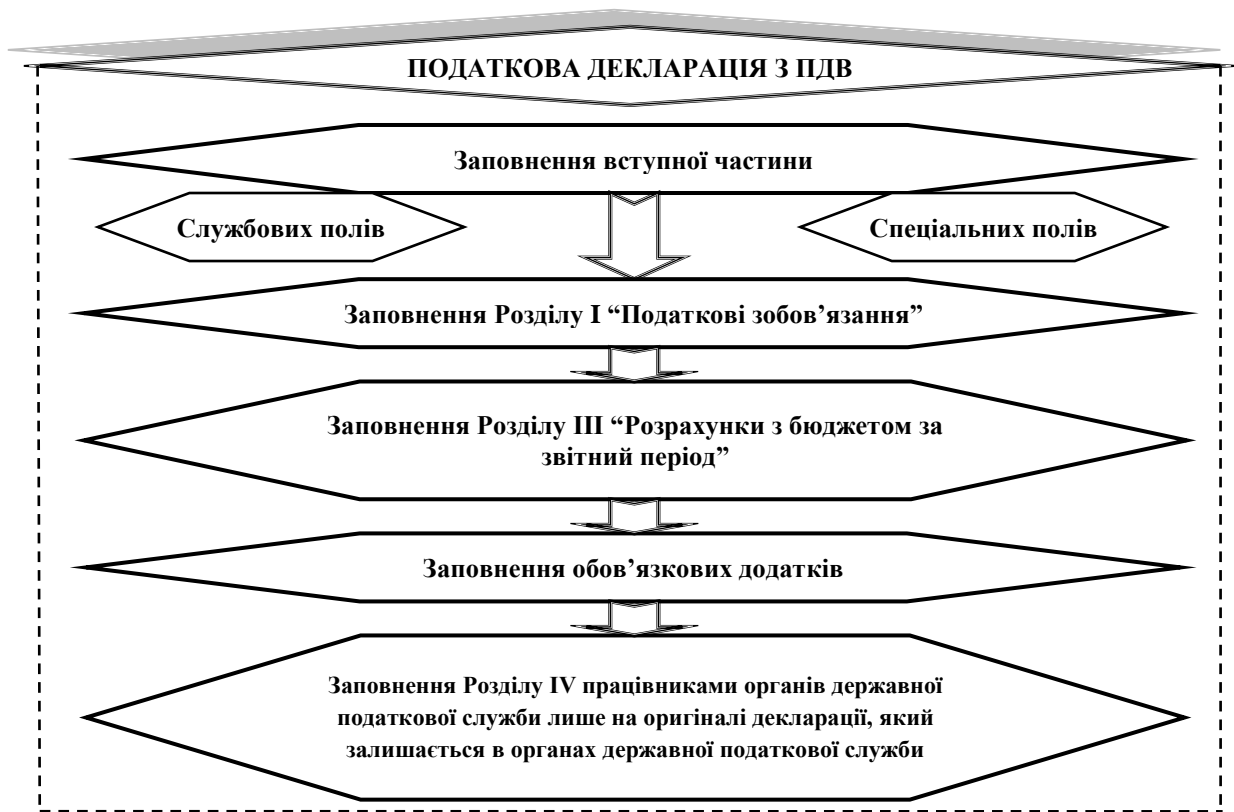 ПОДАТКОВА ДЕКЛАРАЦІЯ З ПДВ
Заповнення вступної частини
Службових полів
Спеціальних полів
Заповнення Розділу I “Податкові зобов’язання”
Заповнення Розділу III “Розрахунки з бюджетом за
звітний період”
Заповнення обов’язкових додатків
Заповнення Розділу IV працівниками органів державної
податкової служби лише на оригіналі декларації, який
залишається в органах державної податкової служби